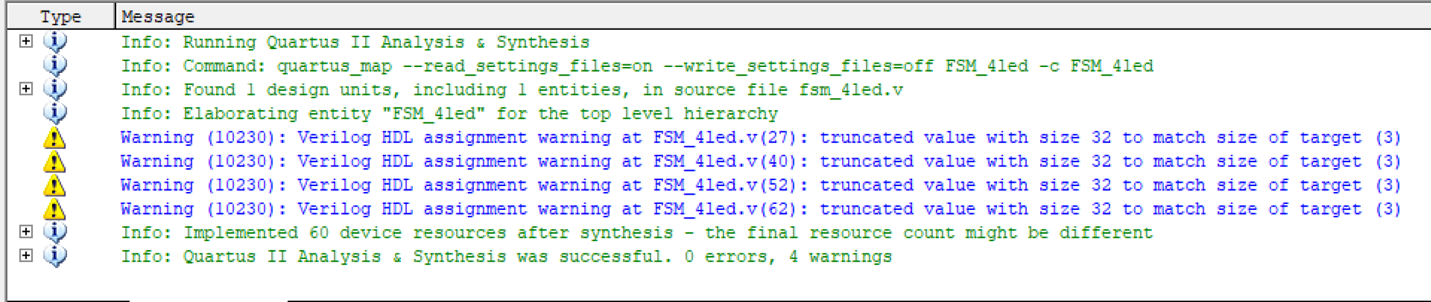 Type Message
Info: Running Quartus II Analysis & Synthesis
Info: Command: quartus_map --read_settings_files=on --write_settings_files=off FSM_4led -c FSM_4led
Info: Found 1 design units, including 1 entities, in source file fsm_4led.v
Info: Elaborating entity "FSM_4led" for the top level hierarchy
Warning (10230): Verilog HDL assignment warning at FSM_4led.v(27): truncated value with size 32 to match size of target (3)
Warning (10230): Verilog HDL assignment warning at FSM_4led.v(40): truncated value with size 32 to match size of target (3)
Warning (10230): Verilog HDL assignment warning at FSM_4led.v(52): truncated value with size 32 to match size of target (3)
Warning (10230): Verilog HDL assignment warning at FSM_4led.v(62): truncated value with size 32 to match size of target (3)
Info: Implemented 60 device resources after synthesis - the final resource count might be different
Info: Quartus II Analysis & Synthesis was successful. 0 errors, 4 warnings